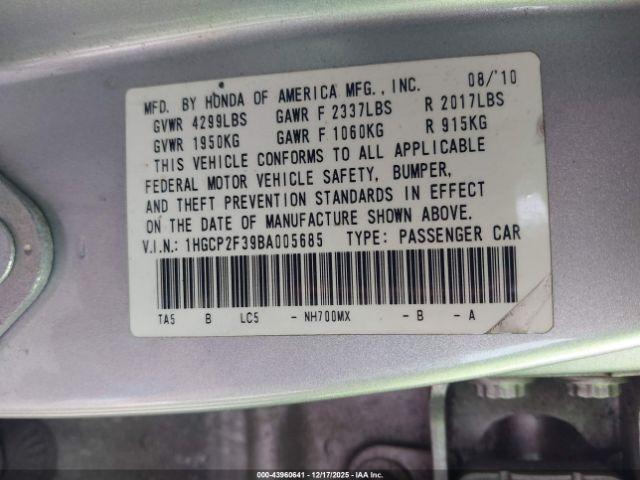 MFD. BY HONDA OF AMERICA MFG., INC. 08/'10
GVWR 4299LBS GAWR F 2337LBS R 2017LBS
GVWR 1950KG GAWR F 1060KG R 915KG
THIS VEHICLE CONFORMS TO ALL APPLICABLE
FEDERAL MOTOR VEHICLE SAFETY, BUMPER,
AND THEFT PREVENTION STANDARDS IN EFFECT
ON THE DATE OF MANUFACTURE SHOWN ABOVE.
V.I.N.: 1HGCP2F39BA005685 TYPE: PASSENGER CAR
TA5 B LC5 - NH700MX - B - A
000-43960641 - 12/17/2025 - IAA Inc.